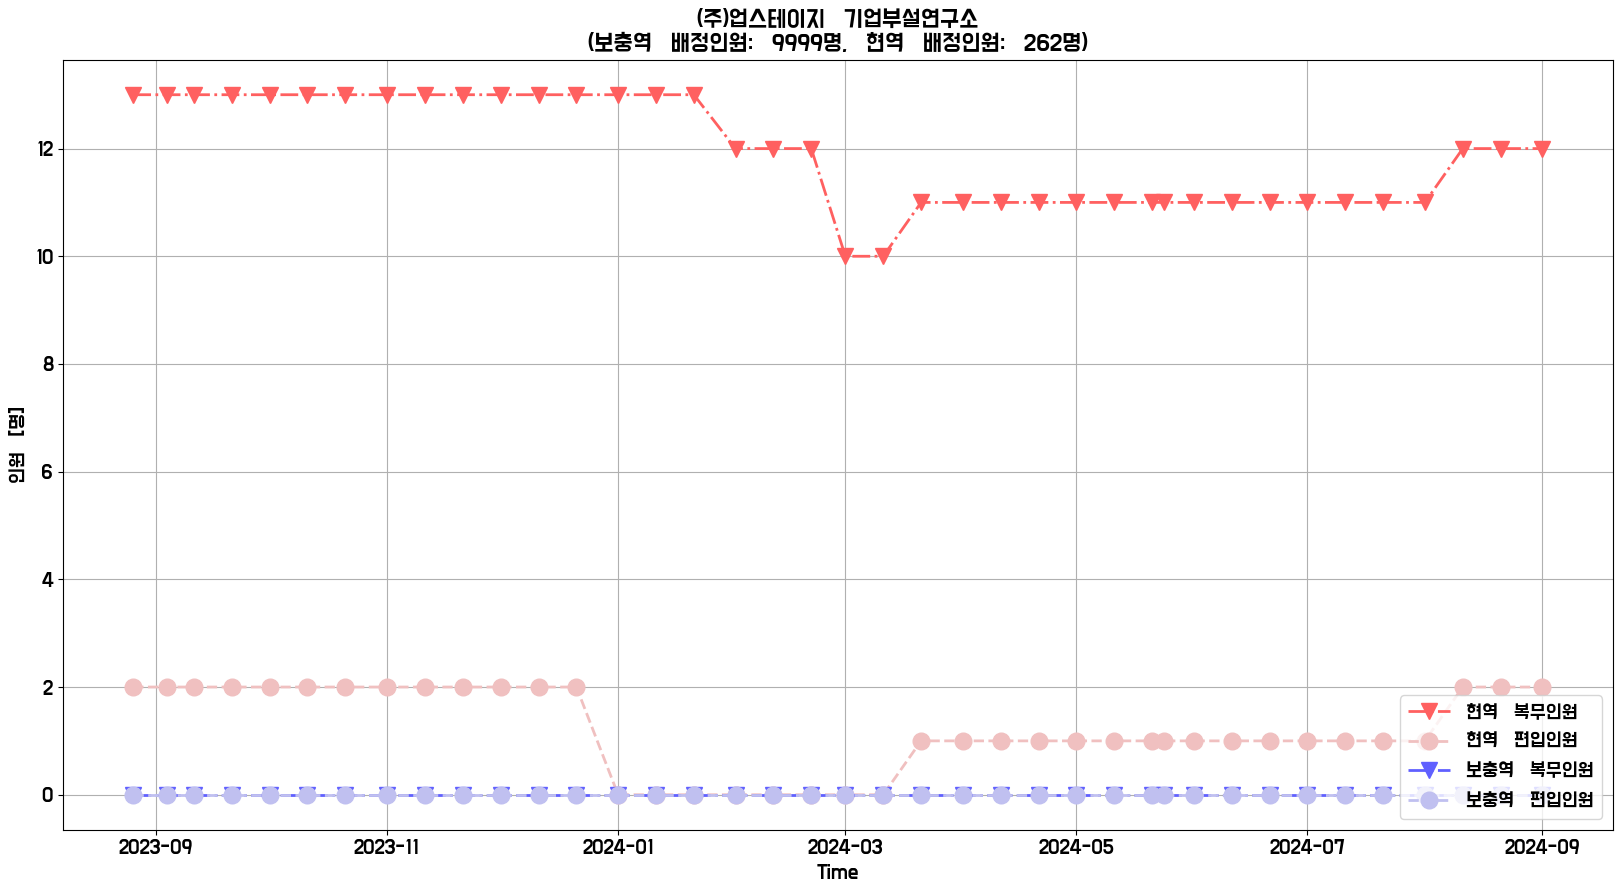 (주)업스테이지 기업부설연구소
(보충역 배정인원: 9999명, 현역 배정인원: 262명)
인원 [명]
12
10
8
6
4
2
0
현역 복무인원
현역 편입인원
보충역 복무인원
보충역 편입인원
2023-09 2023-11 2024-01 2024-03 2024-05 2024-07 2024-09
Time